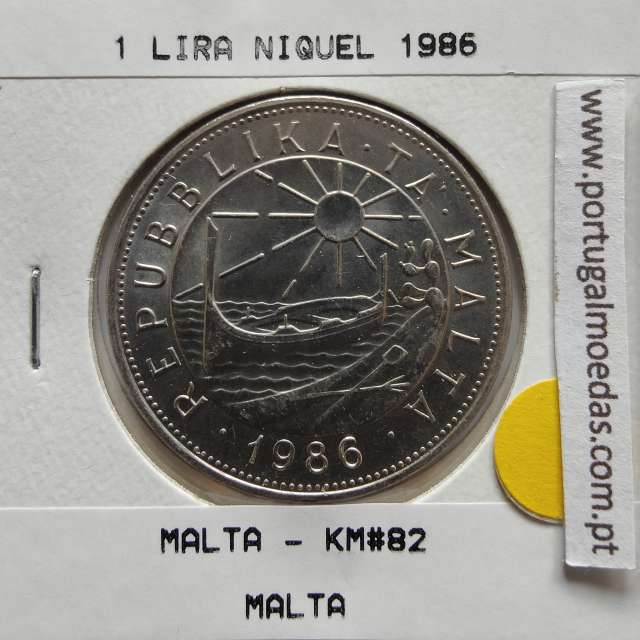 1 LIRA NIQUEL 1986
REPUBBLIKA · TA' · MALTA
· 1986 ·
www.portugalmoedas.com.pt
MALTA - KM#82
MALTA